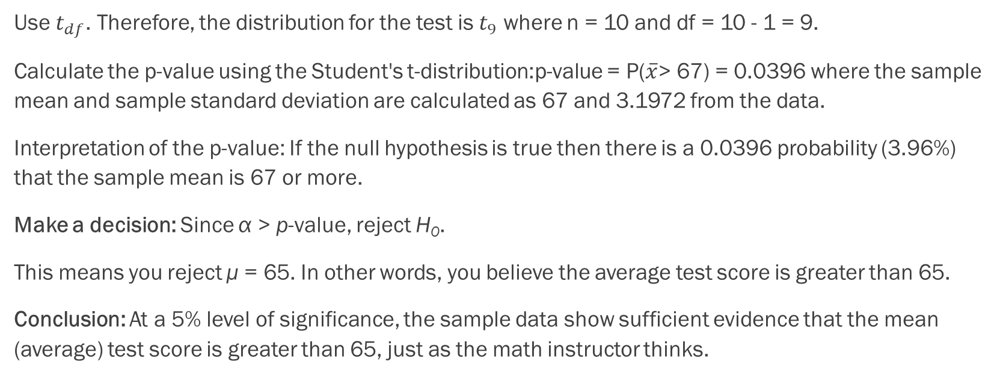 Use t_df. Therefore, the distribution for the test is t₉ where n = 10 and df = 10 - 1 = 9.
Calculate the p-value using the Student's t-distribution:p-value = P(x̄> 67) = 0.0396 where the sample
mean and sample standard deviation are calculated as 67 and 3.1972 from the data.
Interpretation of the p-value: If the null hypothesis is true then there is a 0.0396 probability (3.96%)
that the sample mean is 67 or more.
Make a decision: Since α > p-value, reject H₀.
This means you reject μ = 65. In other words, you believe the average test score is greater than 65.
Conclusion: At a 5% level of significance, the sample data show sufficient evidence that the mean
(average) test score is greater than 65, just as the math instructor thinks.